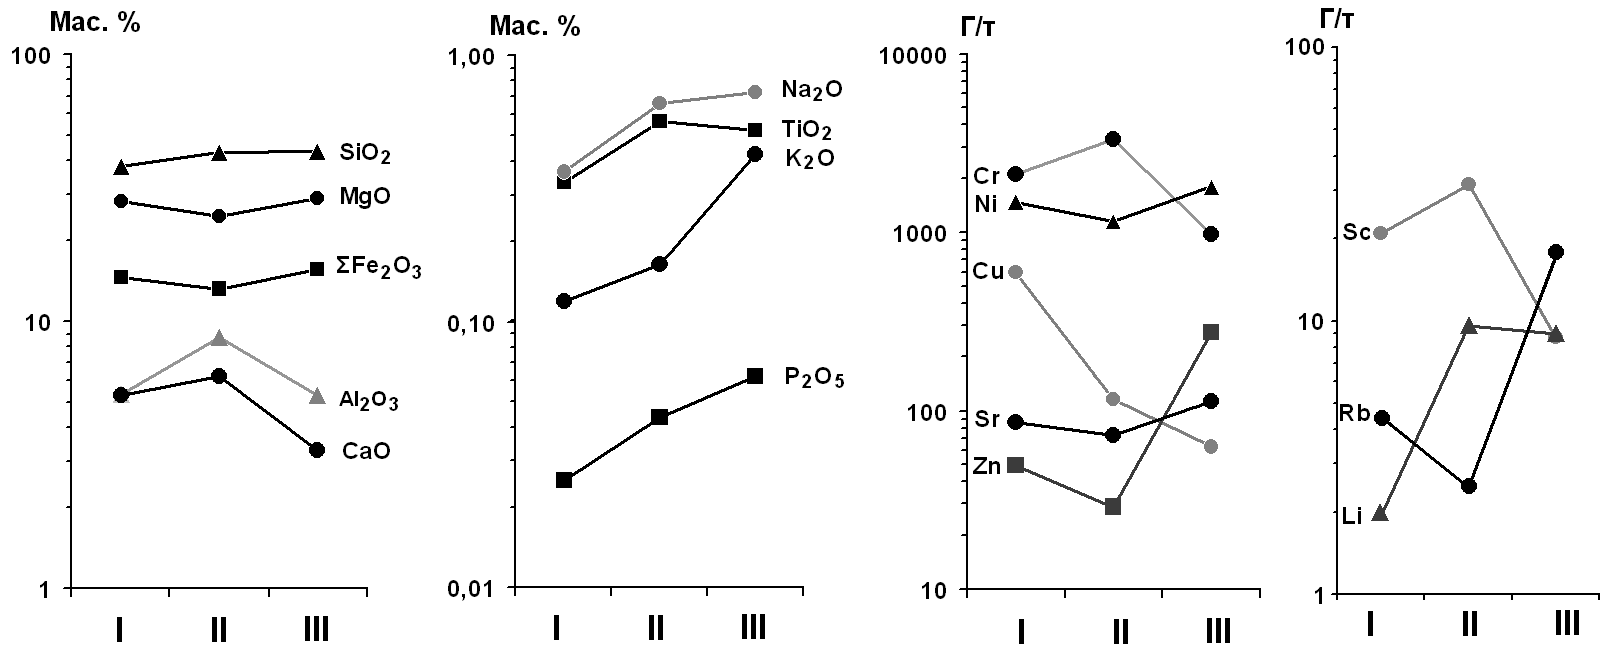 Мас. %
100
10
1
SiO2
MgO
ΣFe2O3
Al2O3
CaO
I II III
Мас. %
1,00
0,10
0,01
Na2O
TiO2
K2O
P2O5
I II III
Г/т
10000
1000
100
10
Cr
Ni
Cu
Sr
Zn
I II III
Г/т
100
10
1
Sc
Rb
Li
I II III